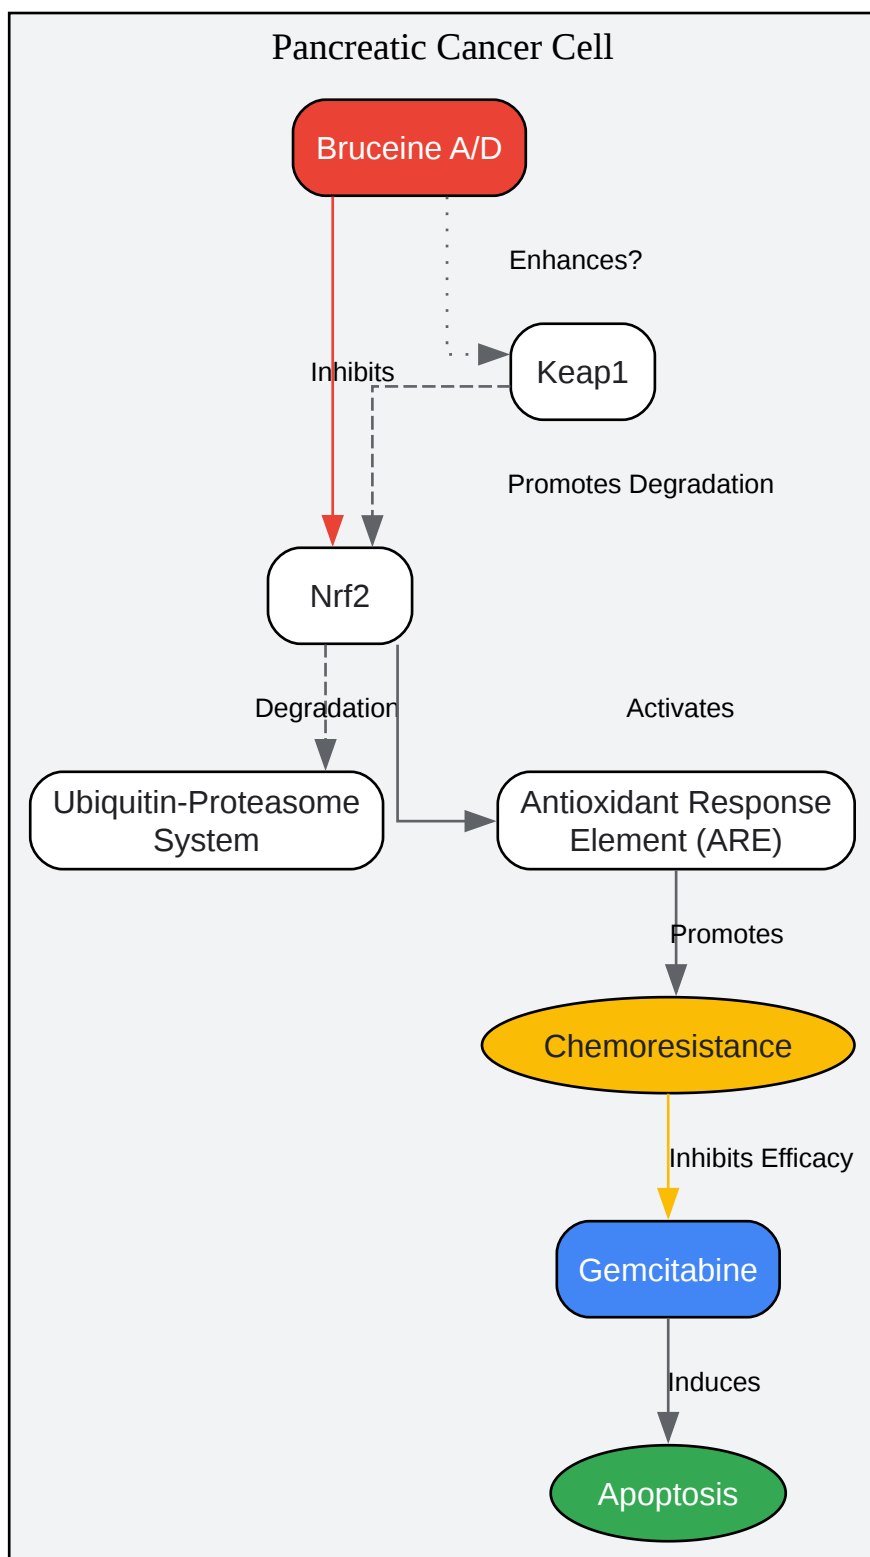 Pancreatic Cancer Cell
Bruceine A/D
Enhances?
Inhibits
Keap1
Promotes Degradation
Nrf2
Degradation
Activates
Ubiquitin-Proteasome
System
Antioxidant Response
Element (ARE)
Promotes
Chemoresistance
Inhibits Efficacy
Gemcitabine
Induces
Apoptosis